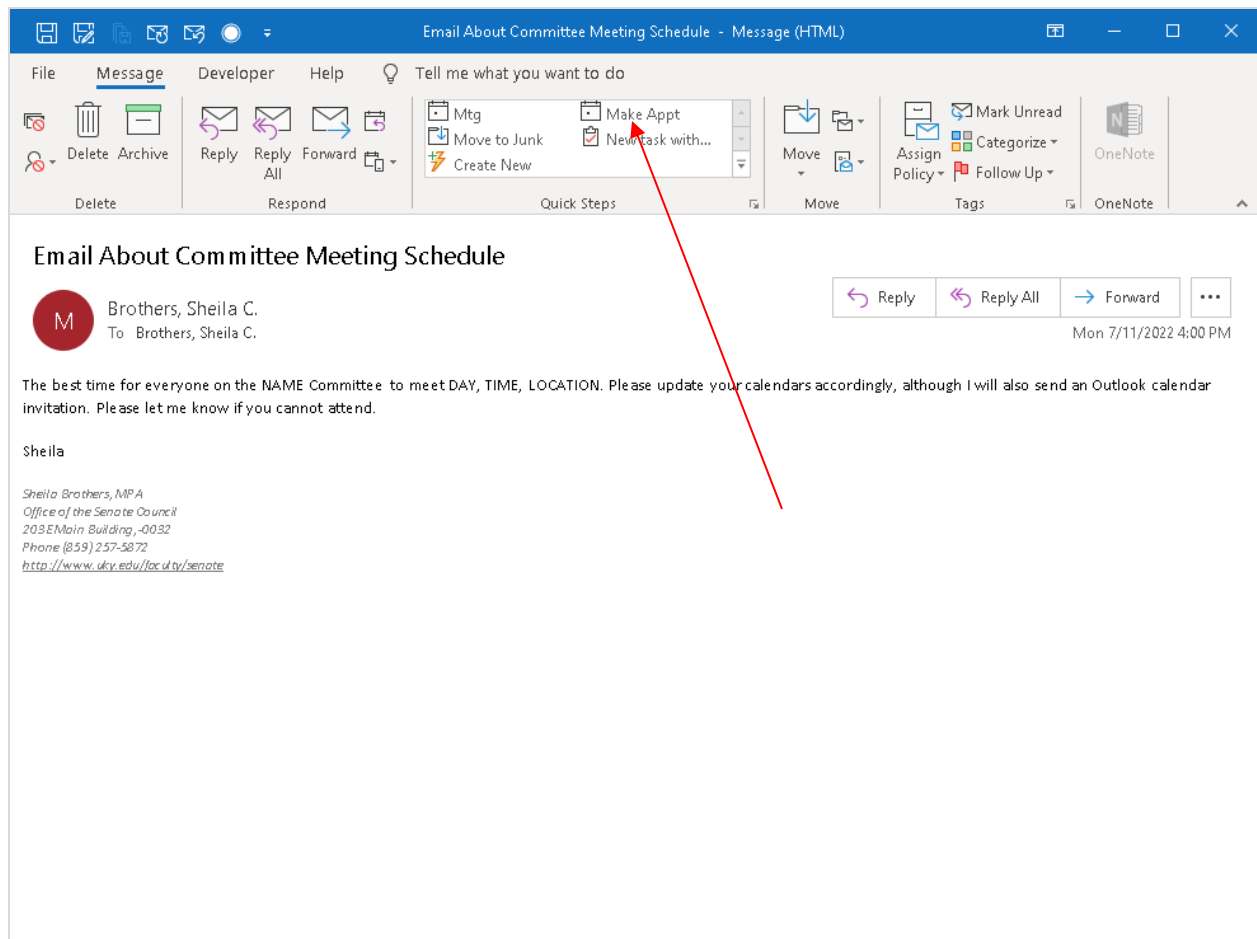 Email About Committee Meeting Schedule - Message (HTML)
File Message Developer Help Tell me what you want to do
Mtg Make Appt
Move to Junk New task with...
Create New
Delete Archive
Reply Reply All Forward
Move
Assign Policy
Mark Unread
Categorize
Follow Up
OneNote
Delete Respond Quick Steps Move Tags OneNote
Email About Committee Meeting Schedule
M
Brothers, Sheila C.
To Brothers, Sheila C.
Reply Reply All Forward
Mon 7/11/2022 4:00 PM
The best time for everyone on the NAME Committee to meet DAY, TIME, LOCATION. Please update your calendars accordingly, although I will also send an Outlook calendar
invitation. Please let me know if you cannot attend.
Sheila
Sheila Brothers, MPA
Office of the Senate Council
203E Main Building, -0032
Phone (859) 257-5872
http://www.uky.edu/faculty/senate